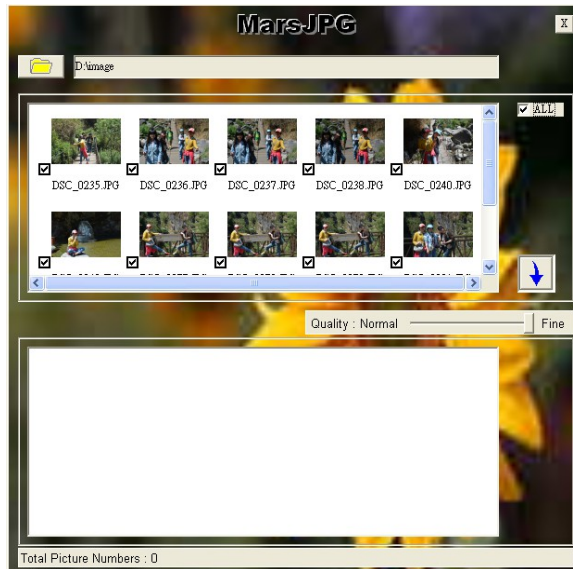 MarsJPG
X
D:\image
ALL
DSC_0235.JPG DSC_0236.JPG DSC_0237.JPG DSC_0238.JPG DSC_0240.JPG
Quality : Normal Fine
Total Picture Numbers : 0